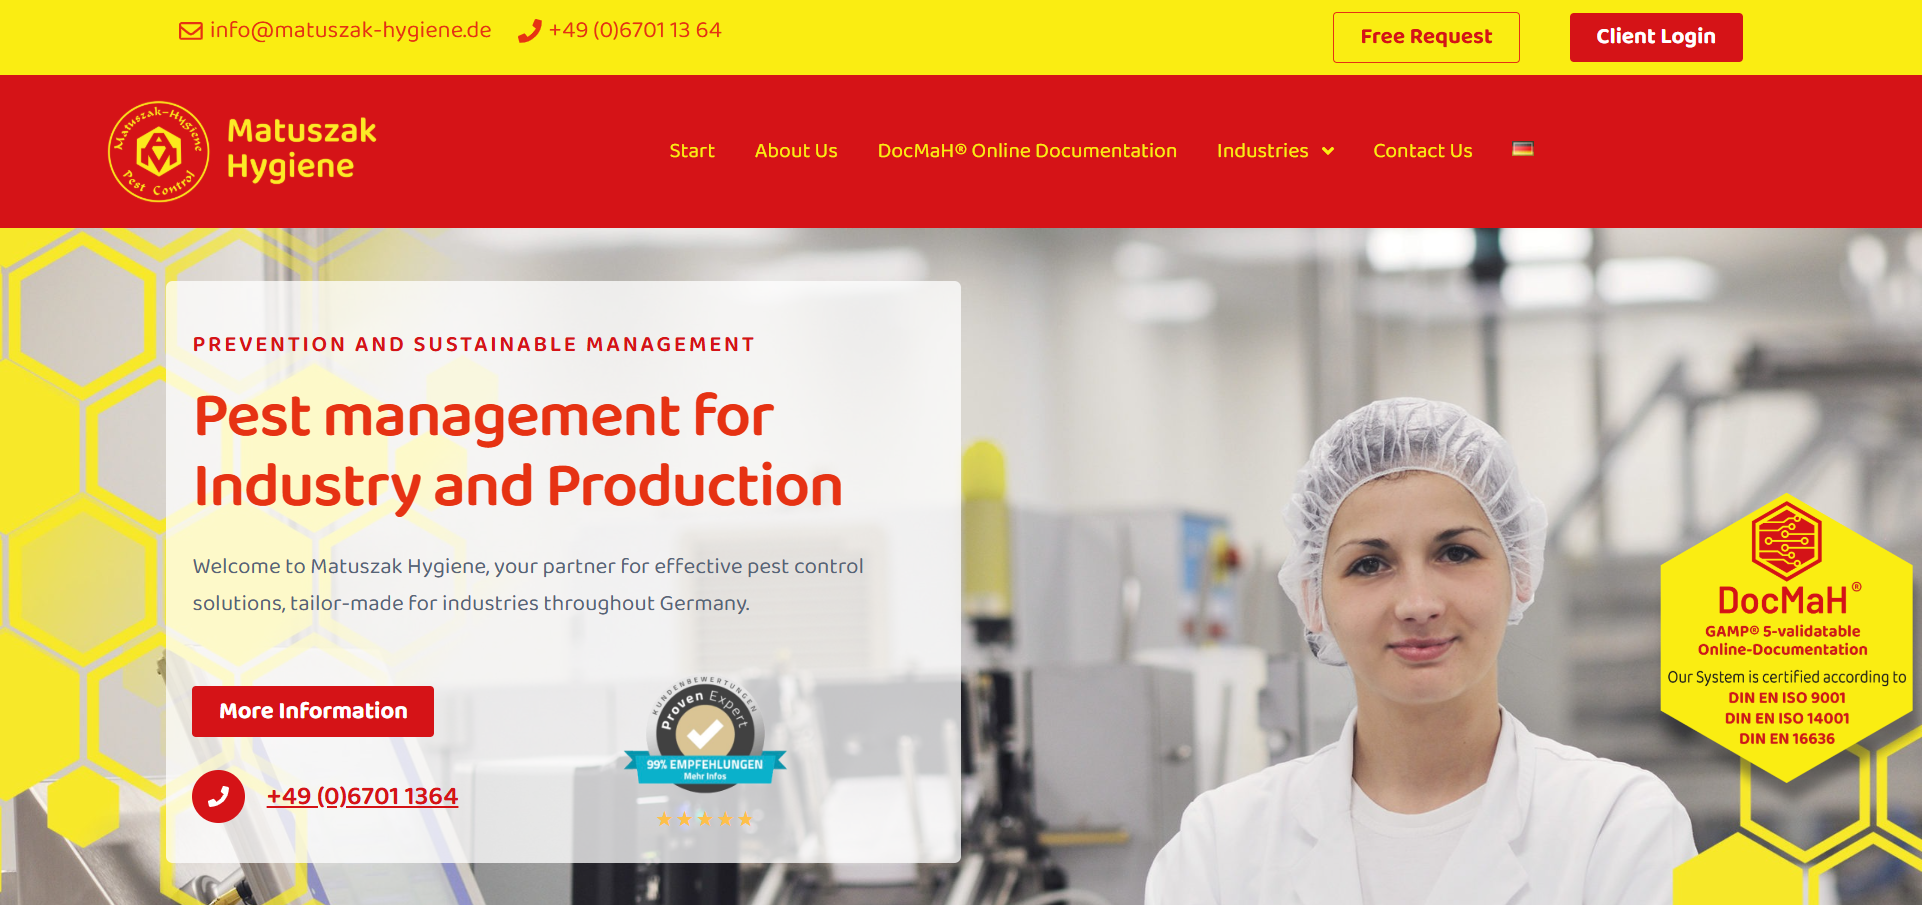 info@matuszak-hygiene.de
+49 (0)6701 13 64
Free Request
Client Login
Matuszak-Hygiene
Pest Control
Matuszak
Hygiene
Start
About Us
DocMaH® Online Documentation
Industries
Contact Us
PREVENTION AND SUSTAINABLE MANAGEMENT
Pest management for
Industry and Production
Welcome to Matuszak Hygiene, your partner for effective pest control
solutions, tailor-made for industries throughout Germany.
More Information
+49 (0)6701 1364
KUNDENBEWERTUNGEN
Proven Expert
99% EMPFEHLUNGEN
Mehr Infos
DocMaH®
GAMP® 5-validatable
Online-Documentation
Our System is certified according to
DIN EN ISO 9001
DIN EN ISO 14001
DIN EN 16636